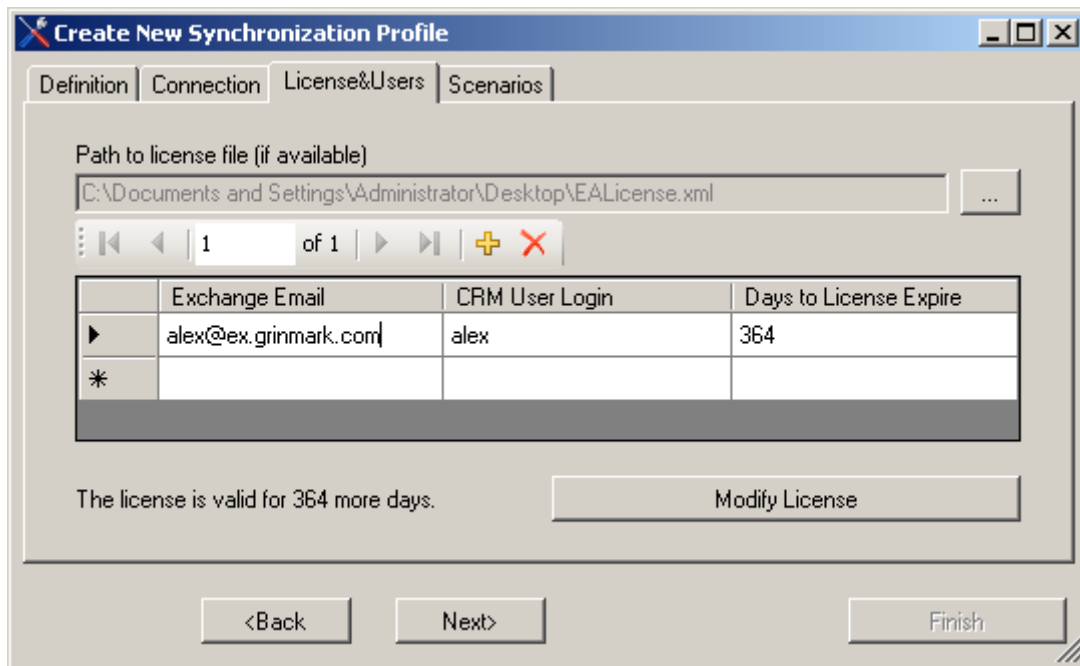 Create New Synchronization Profile
Definition Connection License&Users Scenarios
Path to license file (if available)
C:\Documents and Settings\Administrator\Desktop\EALicense.xml ...
1 of 1
Exchange Email CRM User Login Days to License Expire
alex@ex.grinmark.com alex 364
The license is valid for 364 more days. Modify License
<Back Next> Finish